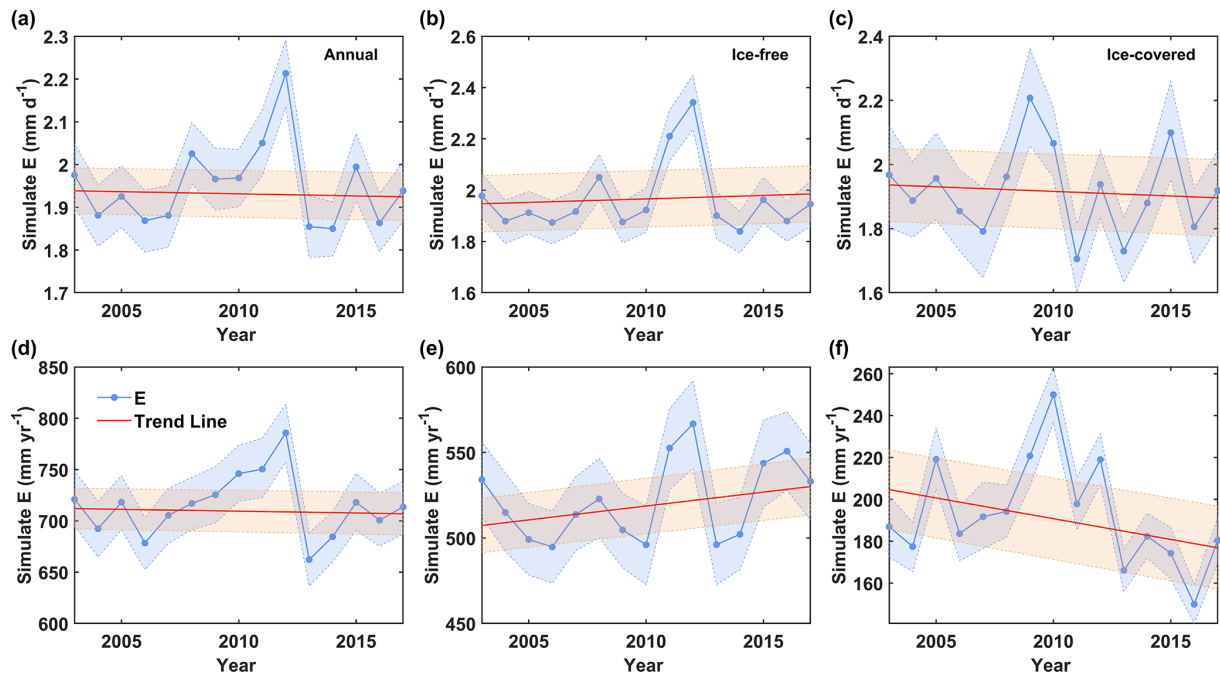 (a)
2.3
2.2
2.1
2
1.9
1.8
1.7
Simulate E (mm d⁻¹)
Annual
2005 2010 2015
Year
(b)
2.6
2.4
2.2
2
1.8
1.6
Simulate E (mm d⁻¹)
Ice-free
2005 2010 2015
Year
(c)
2.4
2.2
2
1.8
1.6
Simulate E (mm d⁻¹)
Ice-covered
2005 2010 2015
Year
(d)
850
800
750
700
650
600
Simulate E (mm yr⁻¹)
E
Trend Line
2005 2010 2015
Year
(e)
600
550
500
450
Simulate E (mm yr⁻¹)
2005 2010 2015
Year
(f)
260
240
220
200
180
160
Simulate E (mm yr⁻¹)
2005 2010 2015
Year